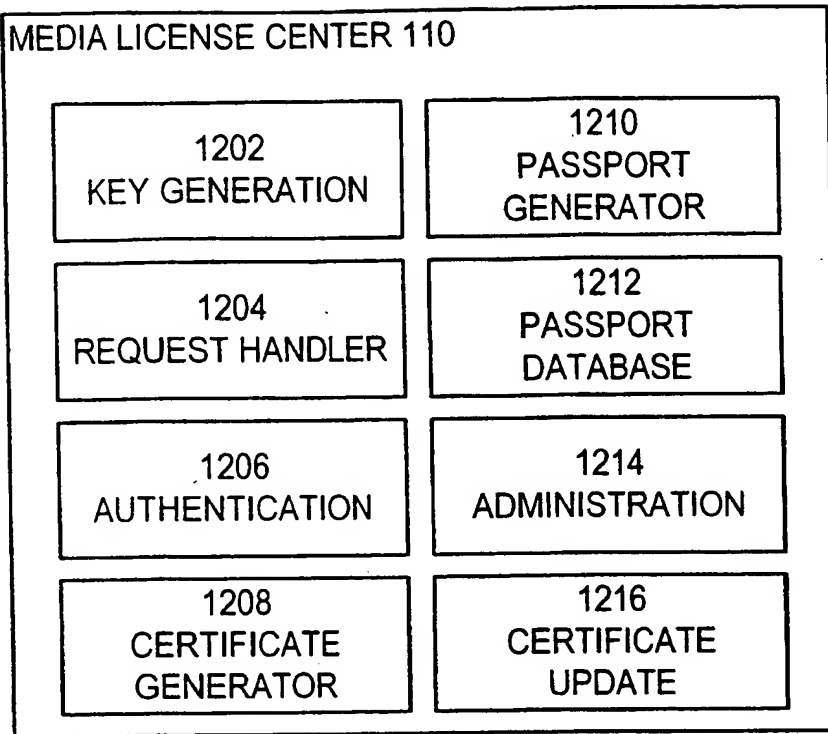 MEDIA LICENSE CENTER 110
1202
KEY GENERATION
1210
PASSPORT
GENERATOR
1204
REQUEST HANDLER
1212
PASSPORT
DATABASE
1206
AUTHENTICATION
1214
ADMINISTRATION
1208
CERTIFICATE
GENERATOR
1216
CERTIFICATE
UPDATE